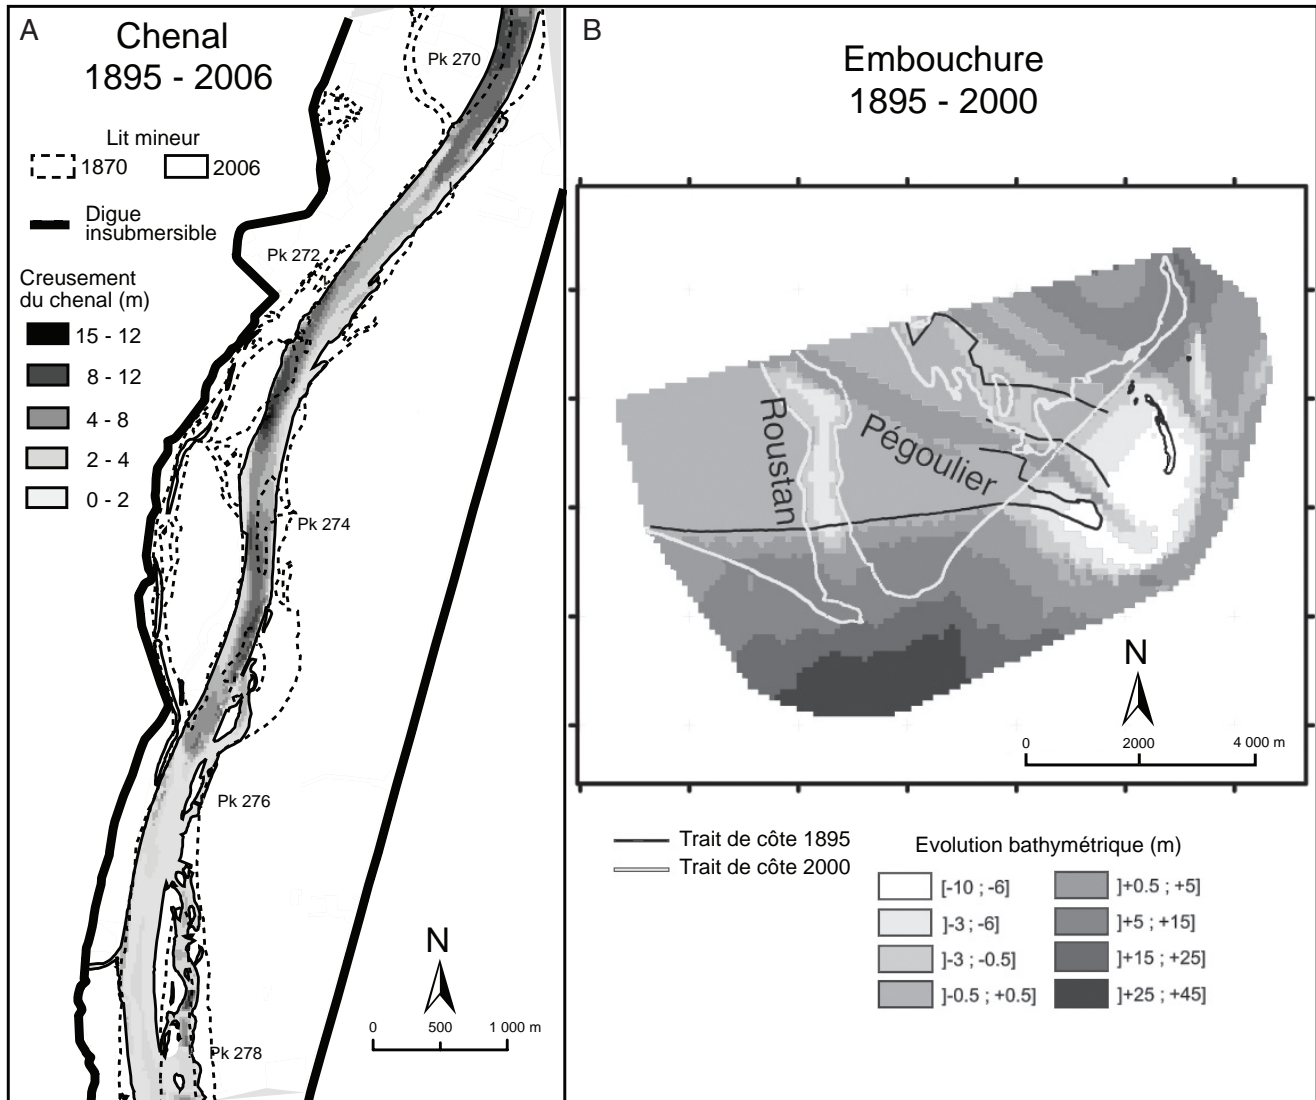 A
Chenal
1895 - 2006
Lit mineur
1870
2006
Digue
insubmersible
Creusement
du chenal (m)
15 - 12
8 - 12
4 - 8
2 - 4
0 - 2
Pk 270
Pk 272
Pk 274
Pk 276
Pk 278
N
0 500 1 000 m
B
Embouchure
1895 - 2000
Roustan
Pégoulier
N
0 2000 4 000 m
Trait de côte 1895
Trait de côte 2000
Evolution bathymétrique (m)
[-10 ; -6]
]-3 ; -6]
]-3 ; -0.5]
]-0.5 ; +0.5]
]+0.5 ; +5]
]+5 ; +15]
]+15 ; +25]
]+25 ; +45]